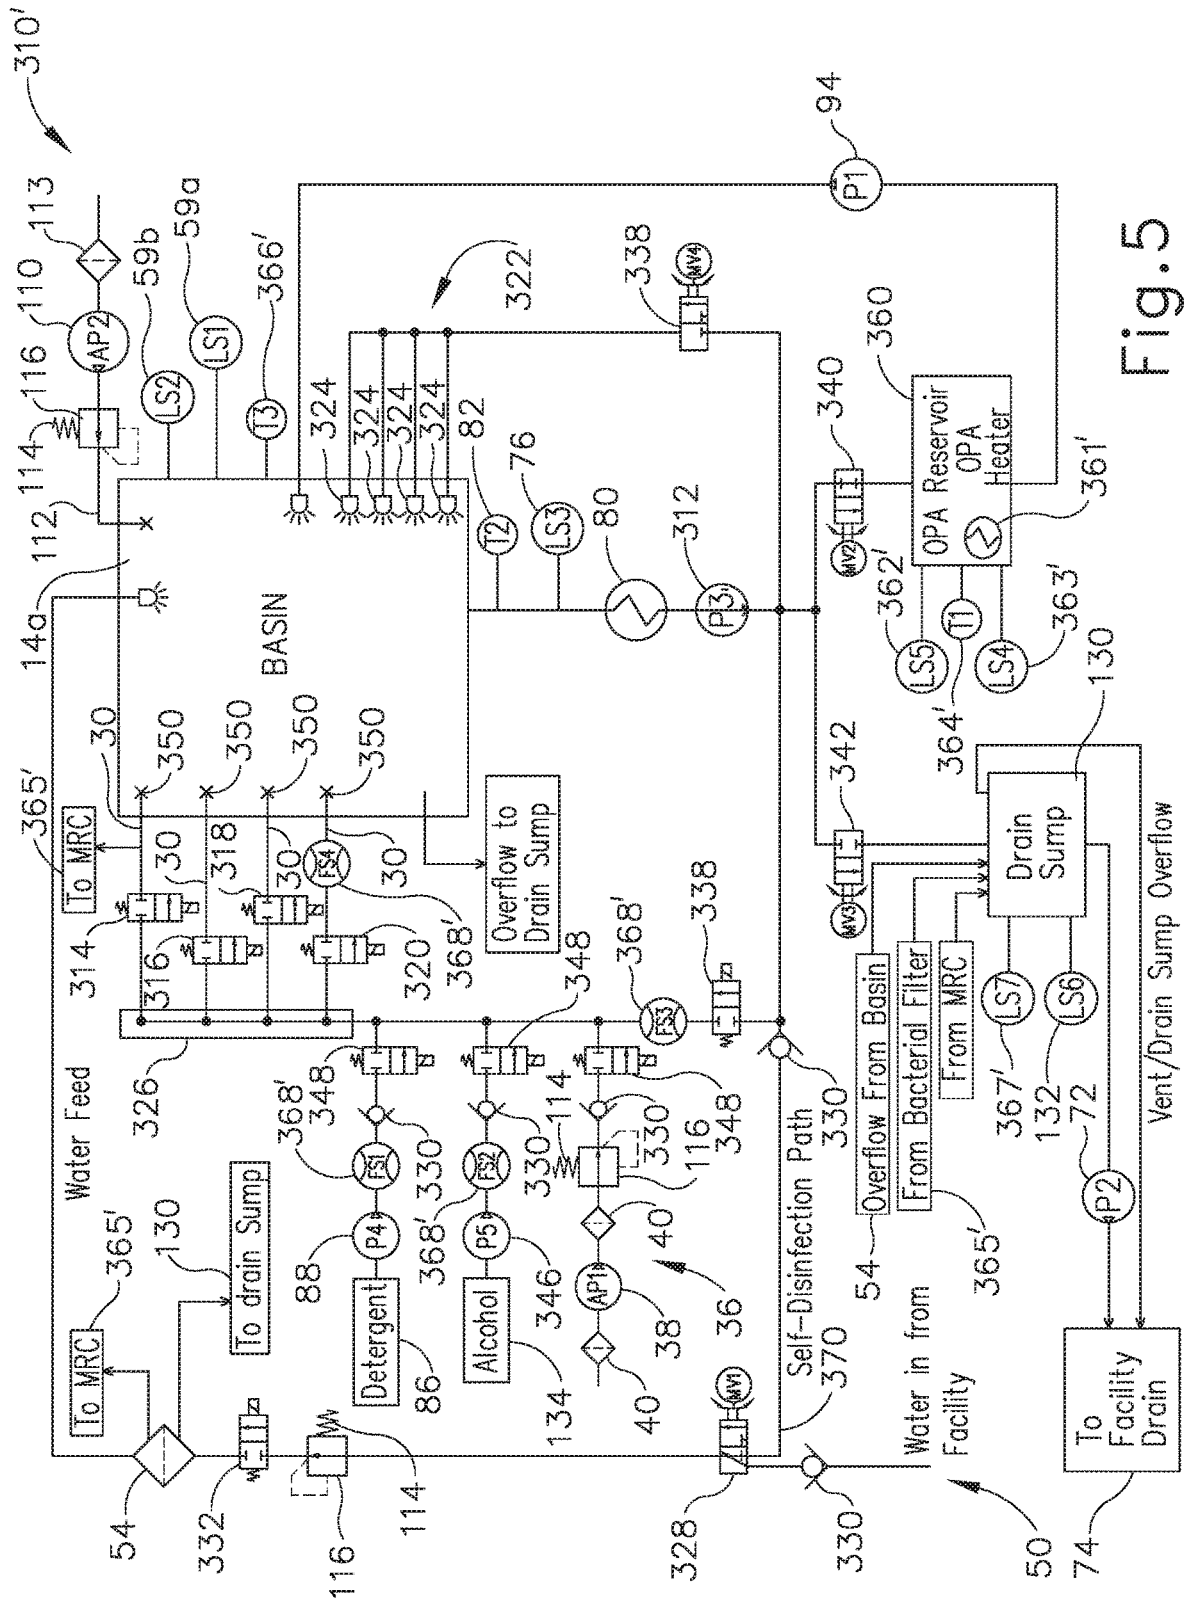 310'
113
110
116
114
112
14a
AP2
59b
59a
366'
LS2
LS1
T3
322
324
324
324
324
338
MV4
94
P1
82
76
80
312
T2
LS3
P3
BASIN
365'
To MRC
30
350
350
350
350
30
318
30
30
314
316
320
368'
FS4
Overflow to
Drain Sump
326
Water Feed
365'
To MRC
130
To drain Sump
54
332
116
114
368'
348
330
FS1
P4
88
Detergent
86
348
330
FS2
368'
P5
346
Alcohol
134
114
330
348
116
40
AP1
38
40
36
368'
FS3
338
330
Self-Disinfection Path
370
MV1
328
330
Water in from
Facility
50
340
MV2
360
OPA Reservoir
OPA
Heater
361'
362'
LS5
T1
LS4
363'
364'
342
MV3
130
Drain
Sump
Overflow From Basin
54
From Bacterial Filter
365'
From MRC
LS7
LS6
367'
132
72
P2
Vent/Drain Sump Overflow
To
Facility
Drain
74
Fig.5